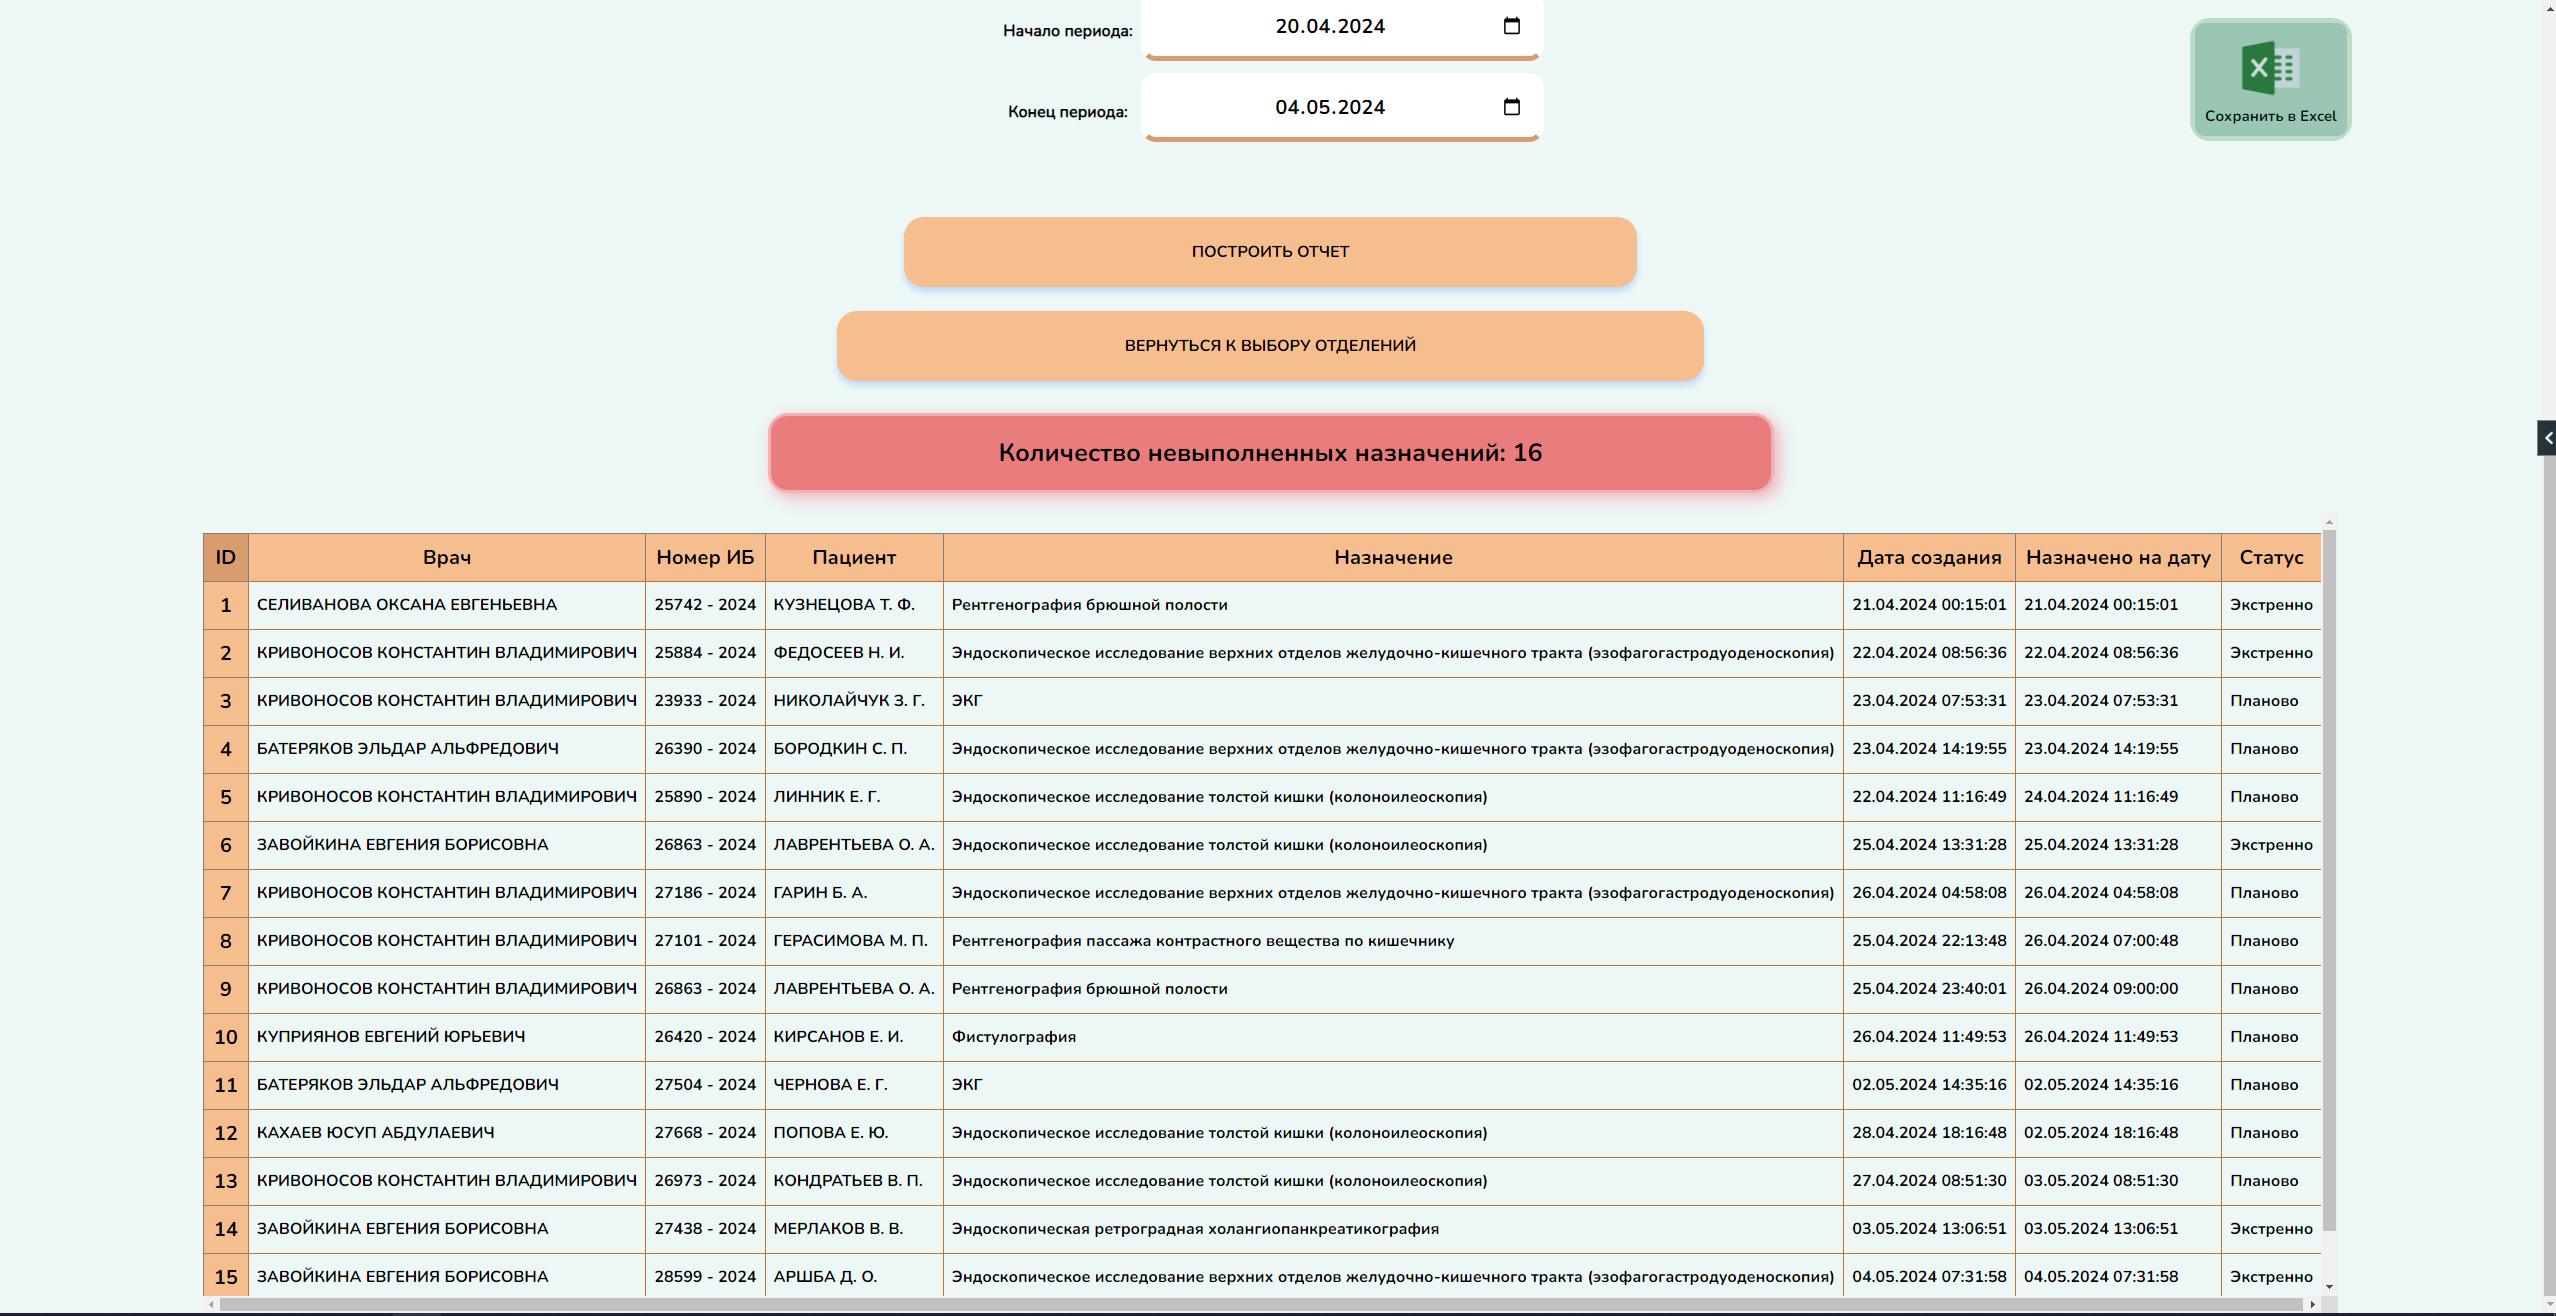 Начало периода: 20.04.2024
Сохранить в Excel
Конец периода: 04.05.2024
ПОСТРОИТЬ ОТЧЕТ
ВЕРНУТЬСЯ К ВЫБОРУ ОТДЕЛЕНИЙ
Количество невыполненных назначений: 16
ID Врач Номер ИБ Пациент Назначение Дата создания Назначено на дату Статус
1 СЕЛИВАНОВА ОКСАНА ЕВГЕНЬЕВНА 25742 - 2024 КУЗНЕЦОВА Т. Ф. Рентгенография брюшной полости 21.04.2024 00:15:01 21.04.2024 00:15:01 Экстренно
2 КРИВОНОСОВ КОНСТАНТИН ВЛАДИМИРОВИЧ 25884 - 2024 ФЕДОСЕЕВ Н. И. Эндоскопическое исследование верхних отделов желудочно-кишечного тракта (эзофагогастродуоденоскопия) 22.04.2024 08:56:36 22.04.2024 08:56:36 Экстренно
3 КРИВОНОСОВ КОНСТАНТИН ВЛАДИМИРОВИЧ 23933 - 2024 НИКОЛАЙЧУК З. Г. ЭКГ 23.04.2024 07:53:31 23.04.2024 07:53:31 Планово
4 БАТЕРЯКОВ ЭЛЬДАР АЛЬФРЕДОВИЧ 26390 - 2024 БОРОДКИН С. П. Эндоскопическое исследование верхних отделов желудочно-кишечного тракта (эзофагогастродуоденоскопия) 23.04.2024 14:19:55 23.04.2024 14:19:55 Планово
5 КРИВОНОСОВ КОНСТАНТИН ВЛАДИМИРОВИЧ 25890 - 2024 ЛИННИК Е. Г. Эндоскопическое исследование толстой кишки (колоноилеоскопия) 22.04.2024 11:16:49 24.04.2024 11:16:49 Планово
6 ЗАВОЙКИНА ЕВГЕНИЯ БОРИСОВНА 26863 - 2024 ЛАВРЕНТЬЕВА О. А. Эндоскопическое исследование толстой кишки (колоноилеоскопия) 25.04.2024 13:31:28 25.04.2024 13:31:28 Экстренно
7 КРИВОНОСОВ КОНСТАНТИН ВЛАДИМИРОВИЧ 27186 - 2024 ГАРИН Б. А. Эндоскопическое исследование верхних отделов желудочно-кишечного тракта (эзофагогастродуоденоскопия) 26.04.2024 04:58:08 26.04.2024 04:58:08 Планово
8 КРИВОНОСОВ КОНСТАНТИН ВЛАДИМИРОВИЧ 27101 - 2024 ГЕРАСИМОВА М. П. Рентгенография пассажа контрастного вещества по кишечнику 25.04.2024 22:13:48 26.04.2024 07:00:48 Планово
9 КРИВОНОСОВ КОНСТАНТИН ВЛАДИМИРОВИЧ 26863 - 2024 ЛАВРЕНТЬЕВА О. А. Рентгенография брюшной полости 25.04.2024 23:40:01 26.04.2024 09:00:00 Планово
10 КУПРИЯНОВ ЕВГЕНИЙ ЮРЬЕВИЧ 26420 - 2024 КИРСАНОВ Е. И. Фистулография 26.04.2024 11:49:53 26.04.2024 11:49:53 Планово
11 БАТЕРЯКОВ ЭЛЬДАР АЛЬФРЕДОВИЧ 27504 - 2024 ЧЕРНОВА Е. Г. ЭКГ 02.05.2024 14:35:16 02.05.2024 14:35:16 Планово
12 КАХАЕВ ЮСУП АБДУЛАЕВИЧ 27668 - 2024 ПОПОВА Е. Ю. Эндоскопическое исследование толстой кишки (колоноилеоскопия) 28.04.2024 18:16:48 02.05.2024 18:16:48 Планово
13 КРИВОНОСОВ КОНСТАНТИН ВЛАДИМИРОВИЧ 26973 - 2024 КОНДРАТЬЕВ В. П. Эндоскопическое исследование толстой кишки (колоноилеоскопия) 27.04.2024 08:51:30 03.05.2024 08:51:30 Планово
14 ЗАВОЙКИНА ЕВГЕНИЯ БОРИСОВНА 27438 - 2024 МЕРЛАКОВ В. В. Эндоскопическая ретроградная холангиопанкреатикография 03.05.2024 13:06:51 03.05.2024 13:06:51 Экстренно
15 ЗАВОЙКИНА ЕВГЕНИЯ БОРИСОВНА 28599 - 2024 АРШБА Д. О. Эндоскопическое исследование верхних отделов желудочно-кишечного тракта (эзофагогастродуоденоскопия) 04.05.2024 07:31:58 04.05.2024 07:31:58 Экстренно